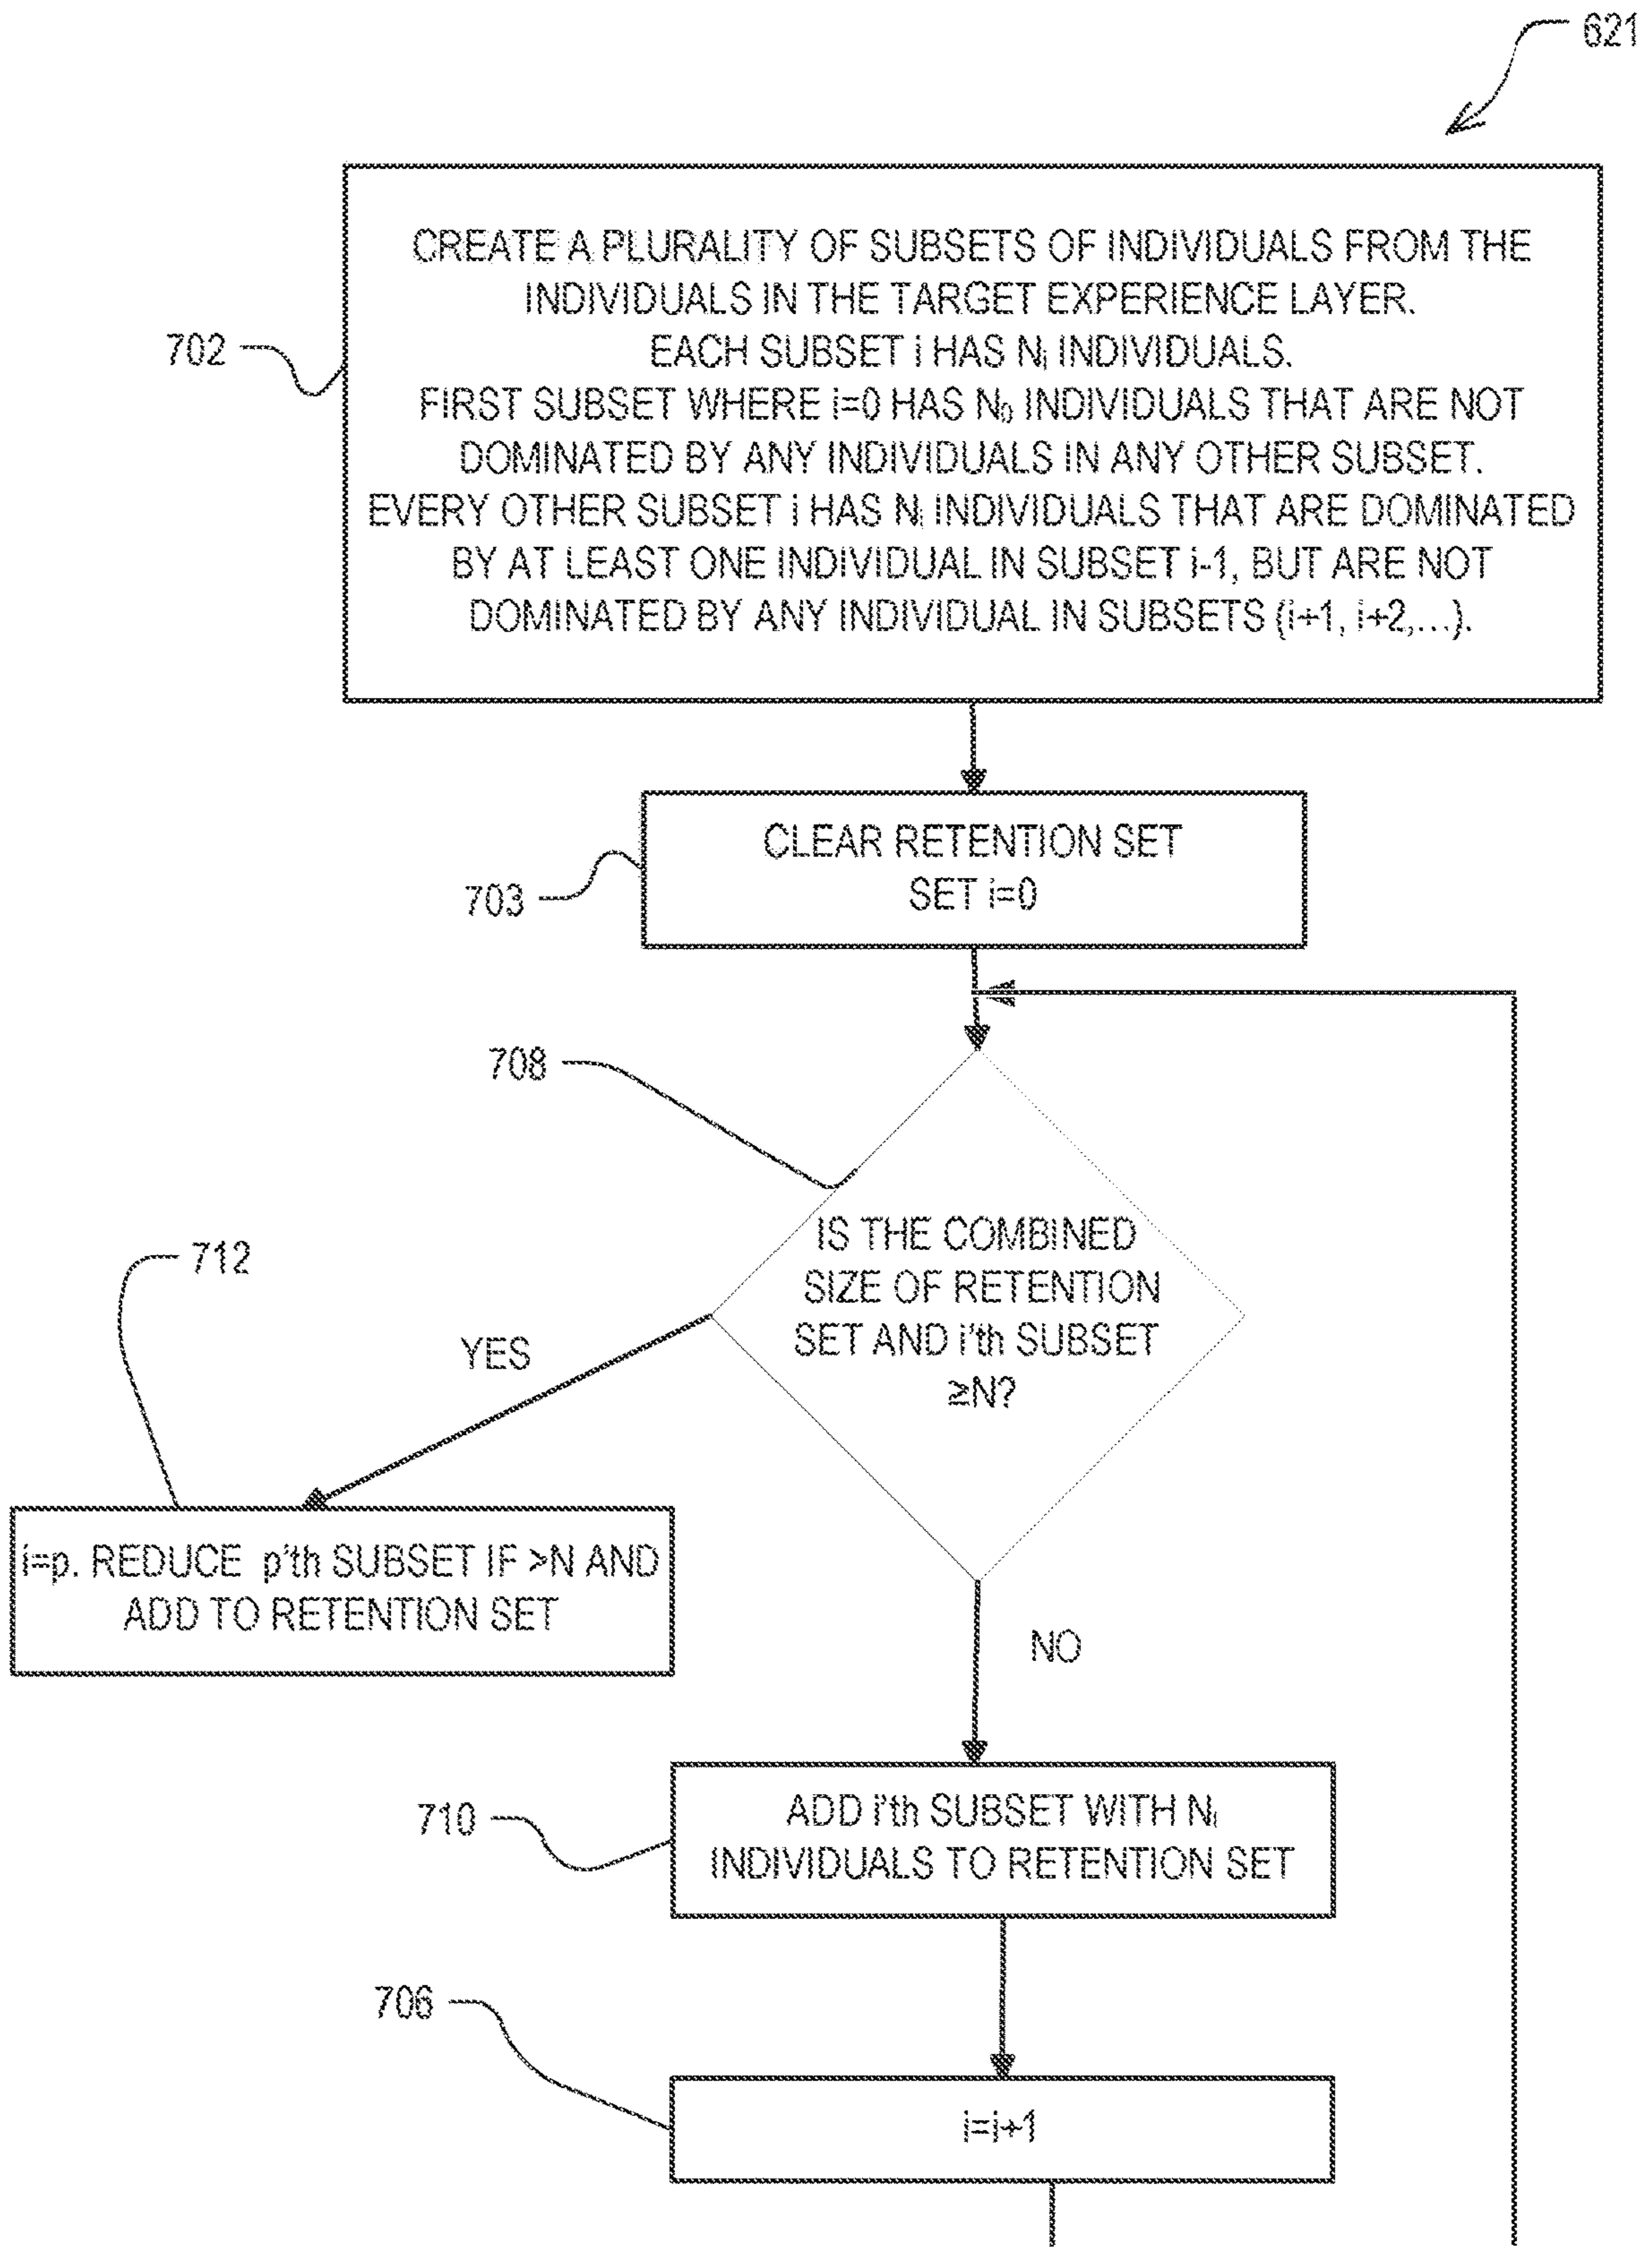 621
CREATE A PLURALITY OF SUBSETS OF INDIVIDUALS FROM THE
INDIVIDUALS IN THE TARGET EXPERIENCE LAYER.
702
EACH SUBSET i HAS Nᵢ INDIVIDUALS.
FIRST SUBSET WHERE i=0 HAS N₀ INDIVIDUALS THAT ARE NOT
DOMINATED BY ANY INDIVIDUALS IN ANY OTHER SUBSET.
EVERY OTHER SUBSET i HAS Nᵢ INDIVIDUALS THAT ARE DOMINATED
BY AT LEAST ONE INDIVIDUAL IN SUBSET i-1, BUT ARE NOT
DOMINATED BY ANY INDIVIDUAL IN SUBSETS (i+1, i+2,...).
CLEAR RETENTION SET
703
SET i=0
708
IS THE COMBINED
SIZE OF RETENTION
SET AND i'th SUBSET
≥N?
712
YES
i=p. REDUCE p'th SUBSET IF >N AND
ADD TO RETENTION SET
NO
710
ADD i'th SUBSET WITH Nᵢ
INDIVIDUALS TO RETENTION SET
706
i=i+1